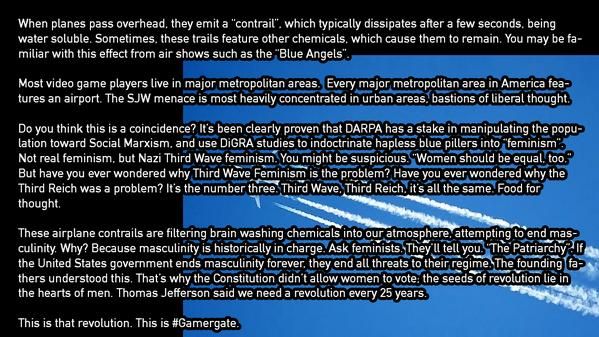 When planes pass overhead, they emit a "contrail", which typically dissipates after a few seconds, being
water soluble. Sometimes, these trails feature other chemicals, which cause them to remain. You may be fa-
miliar with this effect from air shows such as the "Blue Angels".
Most video game players live in major metropolitan areas. Every major metropolitan area in America fea-
tures an airport. The SJW menace is most heavily concentrated in urban areas, bastions of liberal thought.
Do you think this is a coincidence? It's been clearly proven that DARPA has a stake in manipulating the popu-
lation toward Social Marxism, and use DiGRA studies to indoctrinate hapless blue pillers into "feminism".
Not real feminism, but Nazi Third Wave feminism. You might be suspicious. "Women should be equal, too."
But have you ever wondered why Third Wave Feminism is the problem? Have you ever wondered why the
Third Reich was a problem? It's the number three. Third Wave, Third Reich, it's all the same. Food for
thought.
These airplane contrails are filtering brain washing chemicals into our atmosphere, attempting to end mas-
culinity. Why? Because masculinity is historically in charge. Ask feminists. They'll tell you. "The Patriarchy". If
the United States government ends masculinity forever, they end all threats to their regime. The founding fa-
thers understood this. That's why the Constitution didn't allow women to vote; the seeds of revolution lie in
the hearts of men. Thomas Jefferson said we need a revolution every 25 years.
This is that revolution. This is #Gamergate.